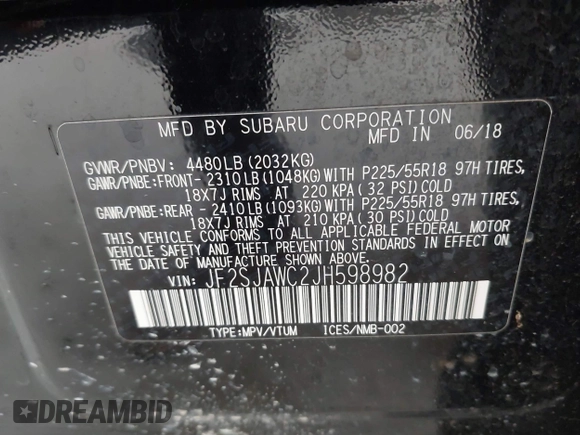 MFD BY SUBARU CORPORATION
MFD IN 06/18
GVWR/PNBV: 4480LB(2032KG)
GAWR/PNBE:FRONT- 2310LB(1048KG)WITH P225/55R18 97H TIRES,
18X7J RIMS AT 220 KPA(32 PSI)COLD
GAWR/PNBE:REAR - 2410LB(1093KG)WITH P225/55R18 97H TIRES,
18X7J RIMS AT 210 KPA(30 PSI)COLD
THIS VEHICLE CONFORMS TO ALL APPLICABLE FEDERAL MOTOR
VEHICLE SAFETY AND BUMPER STANDARDS IN EFFECT ON THE DATE
OF MANUFACTURE SHOWN ABOVE.
VIN: JF2SJAWC2JH598982
TYPE:MPV/VTUM ICES/NMB-002
DREAMBID